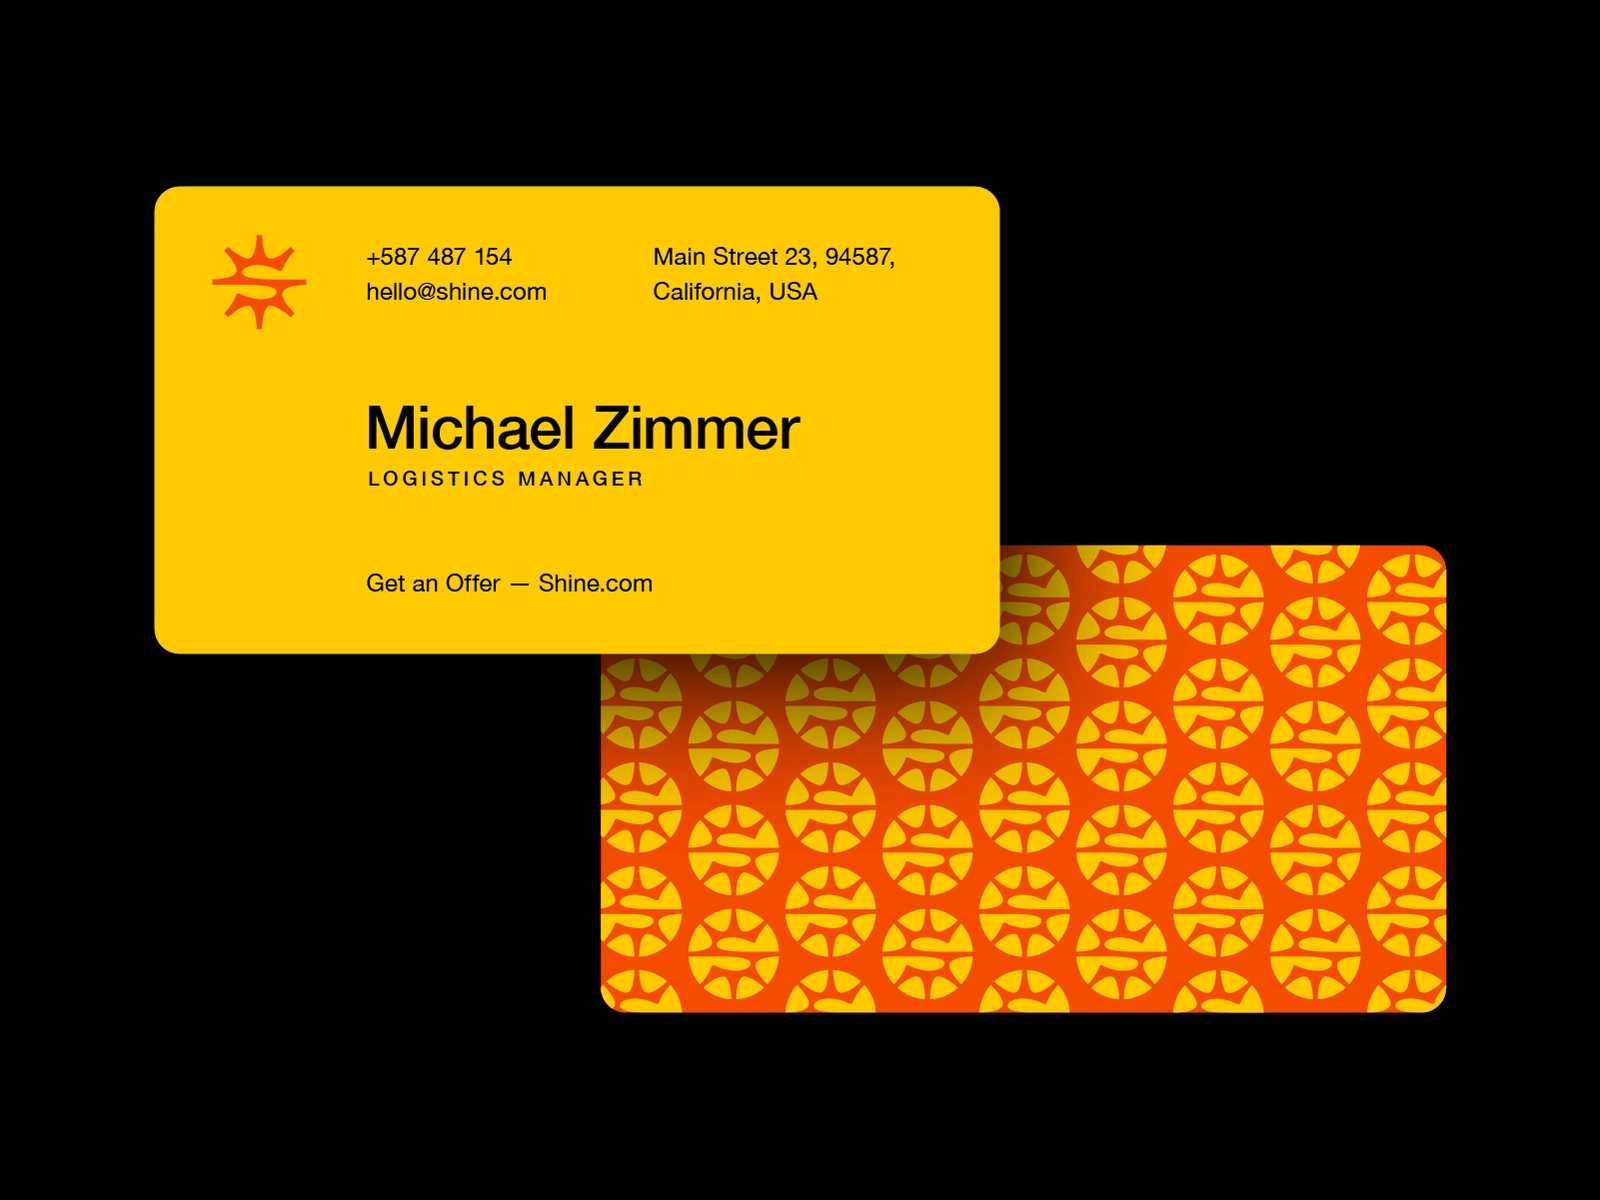 +587 487 154
hello@shine.com
Main Street 23, 94587,
California, USA
Michael Zimmer
LOGISTICS MANAGER
Get an Offer — Shine.com